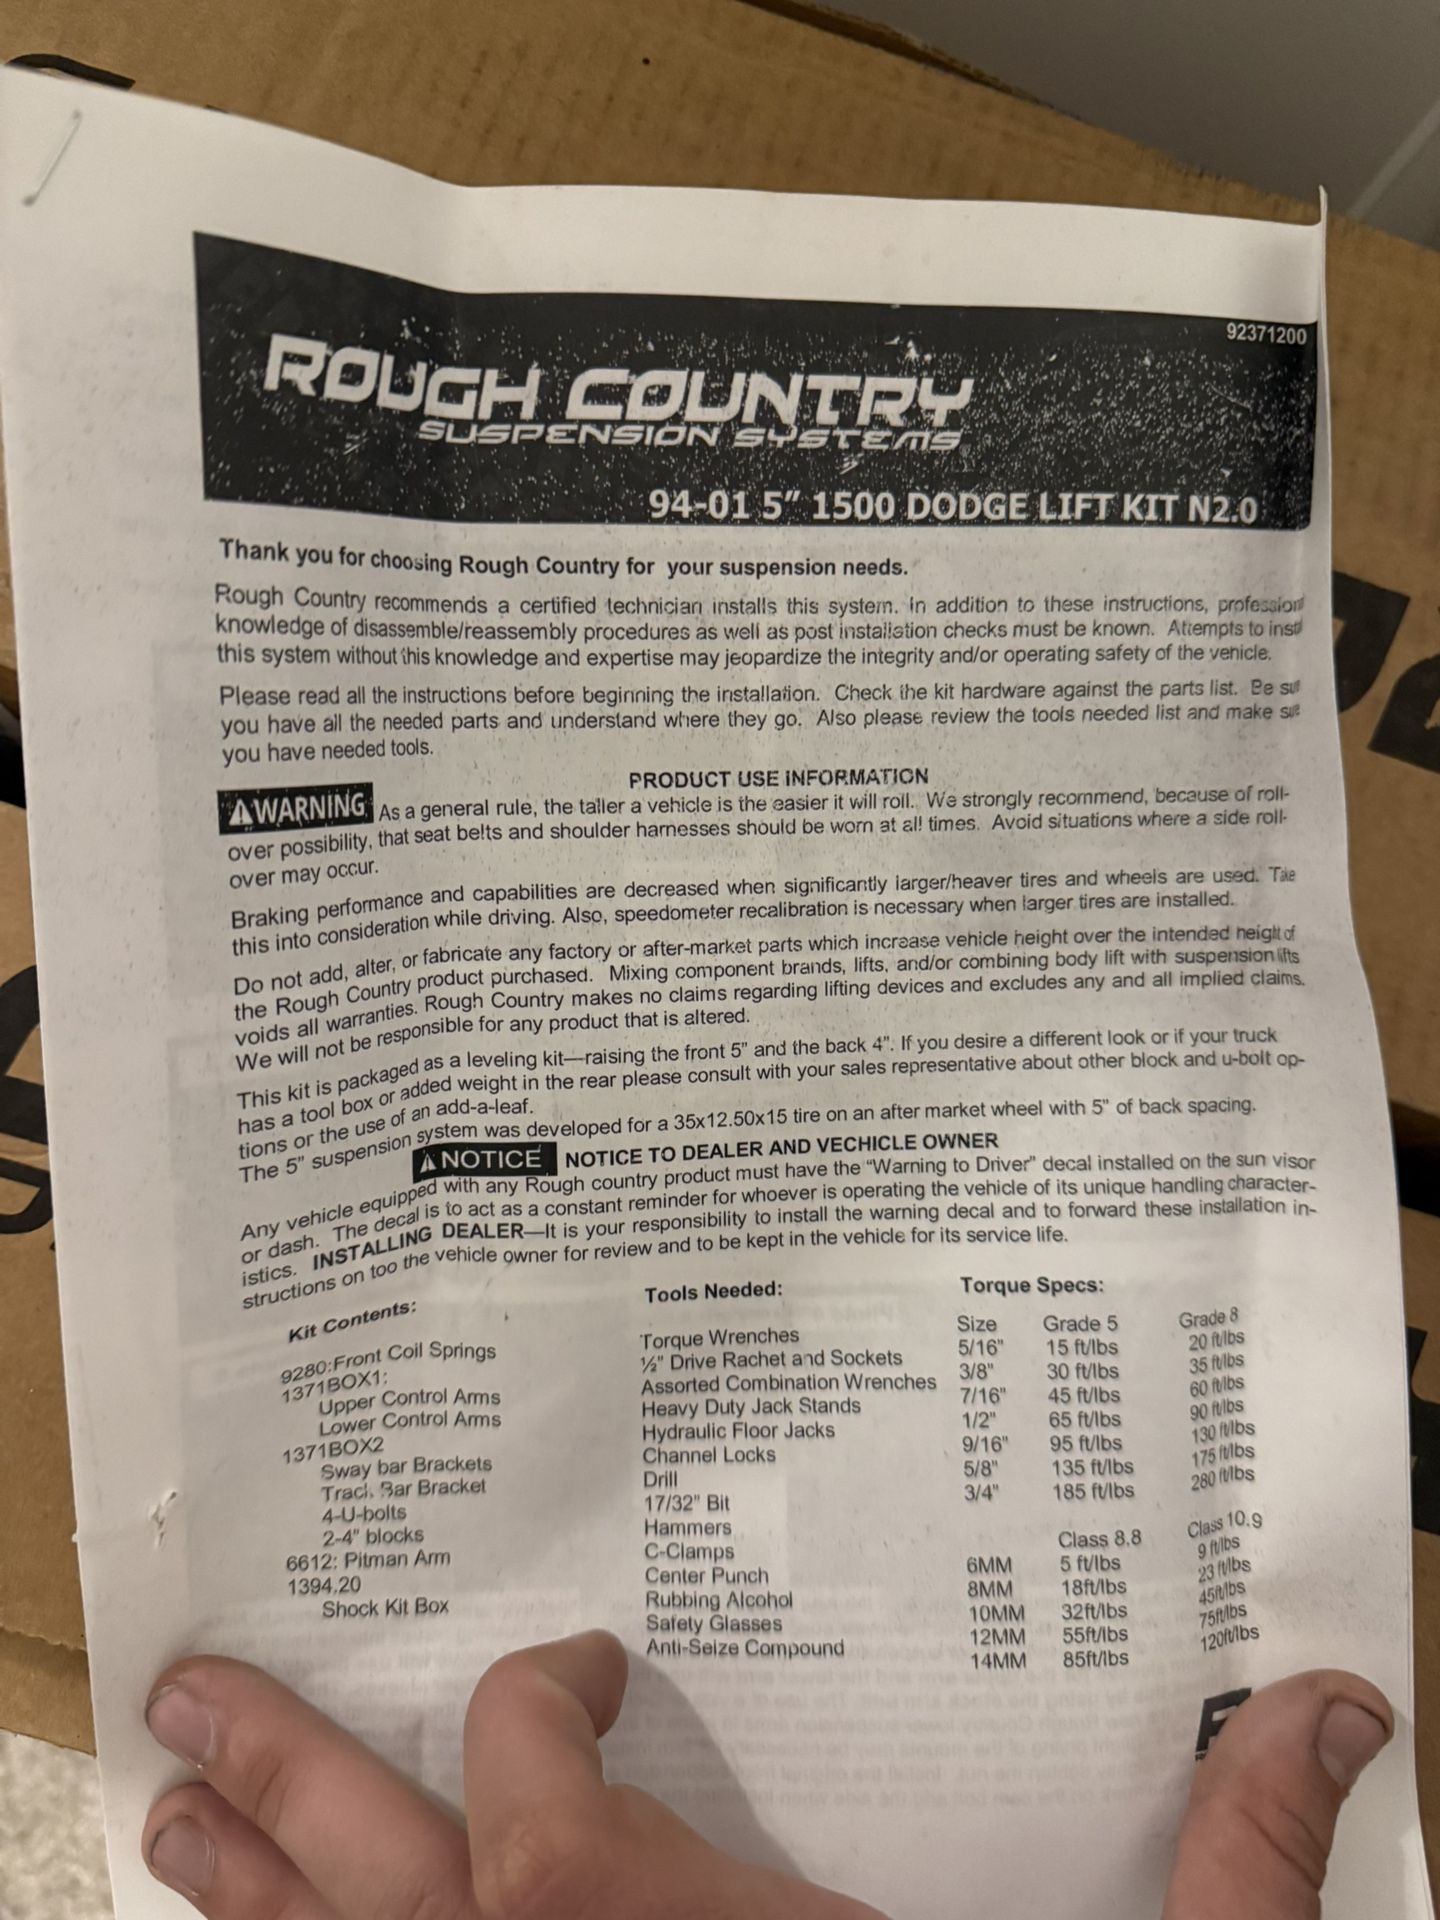 92371200
ROUGH COUNTRY
SUSPENSION SYSTEMS
94-01 5" 1500 DODGE LIFT KIT N2.0
Thank you for choosing Rough Country for your suspension needs.
Rough Country recommends a certified technician installs this system. In addition to these instructions, profession
knowledge of disassemble/reassembly procedures as well as post installation checks must be known. Attempts to inst
this system without this knowledge and expertise may jeopardize the integrity and/or operating safety of the vehicle.
Please read all the instructions before beginning the installation. Check the kit hardware against the parts list. Be su
you have all the needed parts and understand where they go. Also please review the tools needed list and make su
you have needed tools.
PRODUCT USE INFORMATION
WARNING As a general rule, the taller a vehicle is the easier it will roll. We strongly recommend, because of roll-
over possibility, that seat belts and shoulder harnesses should be worn at all times. Avoid situations where a side roll-
over may occur.
Braking performance and capabilities are decreased when significantly larger/heaver tires and wheels are used. Take
this into consideration while driving. Also, speedometer recalibration is necessary when larger tires are installed.
Do not add, alter, or fabricate any factory or after-market parts which increase vehicle height over the intended height of
the Rough Country product purchased. Mixing component brands, lifts, and/or combining body lift with suspension lifts
voids all warranties. Rough Country makes no claims regarding lifting devices and excludes any and all implied claims.
We will not be responsible for any product that is altered.
This kit is packaged as a leveling kit—raising the front 5" and the back 4". If you desire a different look or if your truck
has a tool box or added weight in the rear please consult with your sales representative about other block and u-bolt op-
tions or the use of an add-a-leaf.
The 5" suspension system was developed for a 35x12.50x15 tire on an after market wheel with 5" of back spacing.
NOTICE NOTICE TO DEALER AND VECHICLE OWNER
Any vehicle equipped with any Rough country product must have the "Warning to Driver" decal installed on the sun visor
or dash. The decal is to act as a constant reminder for whoever is operating the vehicle of its unique handling character-
istics. INSTALLING DEALER—It is your responsibility to install the warning decal and to forward these installation in-
structions on too the vehicle owner for review and to be kept in the vehicle for its service life.
Kit Contents:
9280:Front Coil Springs
1371BOX1:
Upper Control Arms
Lower Control Arms
1371BOX2
Sway bar Brackets
Track Bar Bracket
4-U-bolts
2-4" blocks
6612: Pitman Arm
1394.20
Shock Kit Box
Tools Needed:
Torque Wrenches
½" Drive Rachet and Sockets
Assorted Combination Wrenches
Heavy Duty Jack Stands
Hydraulic Floor Jacks
Channel Locks
Drill
17/32" Bit
Hammers
C-Clamps
Center Punch
Rubbing Alcohol
Safety Glasses
Anti-Seize Compound
Torque Specs:
Size Grade 5 Grade 8
5/16" 15 ft/lbs 20 ft/lbs
3/8" 30 ft/lbs 35 ft/lbs
7/16" 45 ft/lbs 60 ft/lbs
1/2" 65 ft/lbs 90 ft/lbs
9/16" 95 ft/lbs 130 ft/lbs
5/8" 135 ft/lbs 175 ft/lbs
3/4" 185 ft/lbs 280 ft/lbs
Class 8.8 Class 10.9
6MM 5 ft/lbs 9 ft/lbs
8MM 18ft/lbs 23 ft/lbs
10MM 32ft/lbs 45ft/lbs
12MM 55ft/lbs 75ft/lbs
14MM 85ft/lbs 120ft/lbs